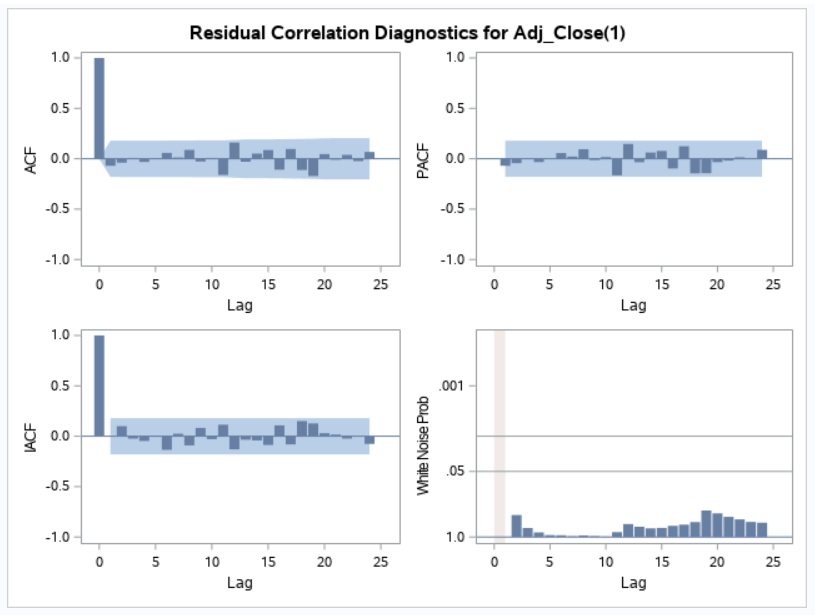 Residual Correlation Diagnostics for Adj_Close(1)
ACF
1.0
0.5
0.0
-0.5
-1.0
0 5 10 15 20 25
Lag
PACF
1.0
0.5
0.0
-0.5
-1.0
0 5 10 15 20 25
Lag
IACF
1.0
0.5
0.0
-0.5
-1.0
0 5 10 15 20 25
Lag
White Noise Prob
.001
.05
1.0
0 5 10 15 20 25
Lag